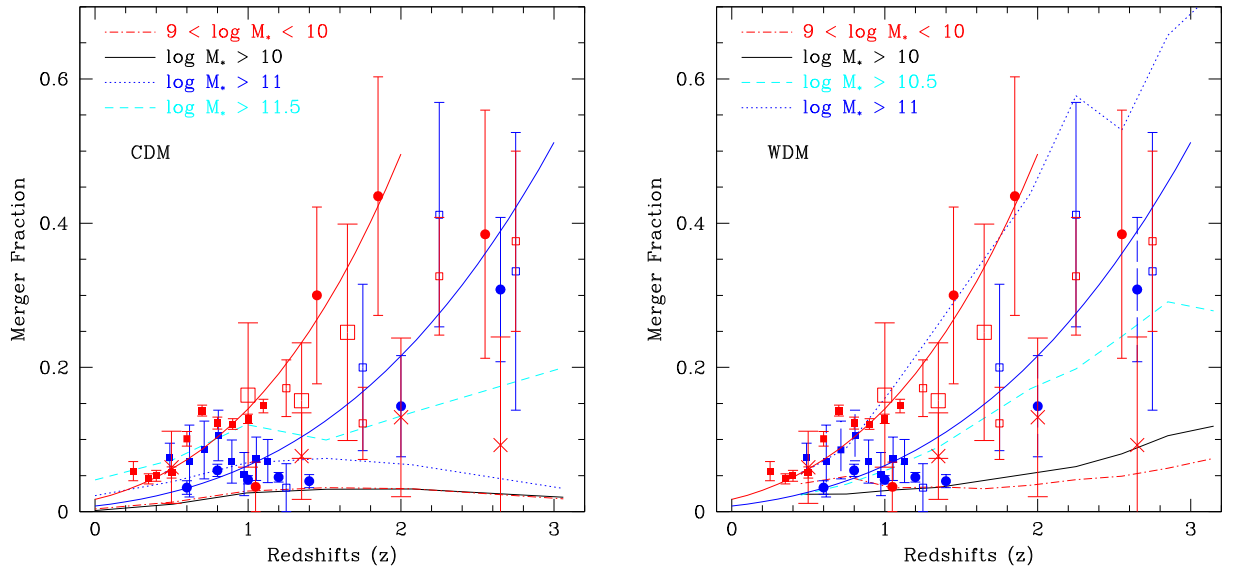 9 < log M* < 10
log M* > 10
log M* > 11
log M* > 11.5
CDM
Merger Fraction
0.6
0.4
0.2
0
0 1 2 3
Redshifts (z)
9 < log M* < 10
log M* > 10
log M* > 10.5
log M* > 11
WDM
Merger Fraction
0.6
0.4
0.2
0
0 1 2 3
Redshifts (z)